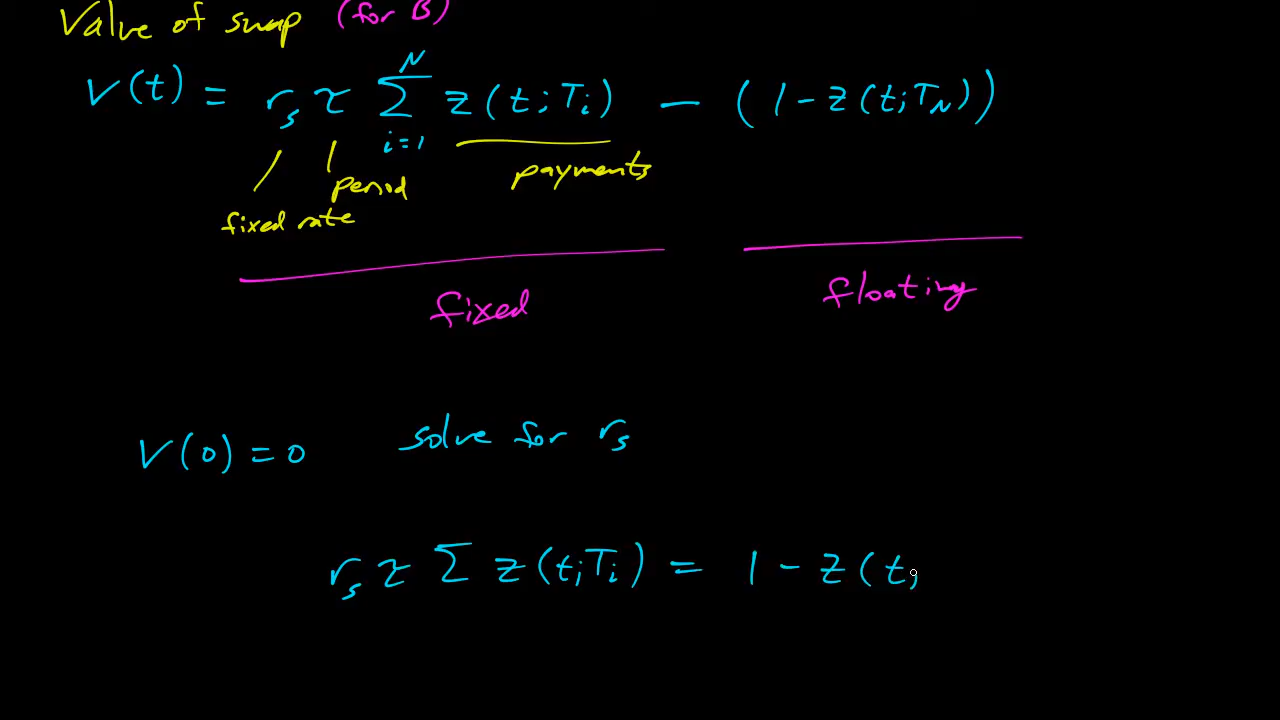 Value of swap (for B)
V(t) = r_s τ Σ_{i=1}^{N} z(t; T_i) − (1 − z(t; T_N))
period
payments
fixed rate
fixed
floating
V(0) = 0 solve for r_s
r_s τ Σ z(t; T_i) = 1 − z(t;